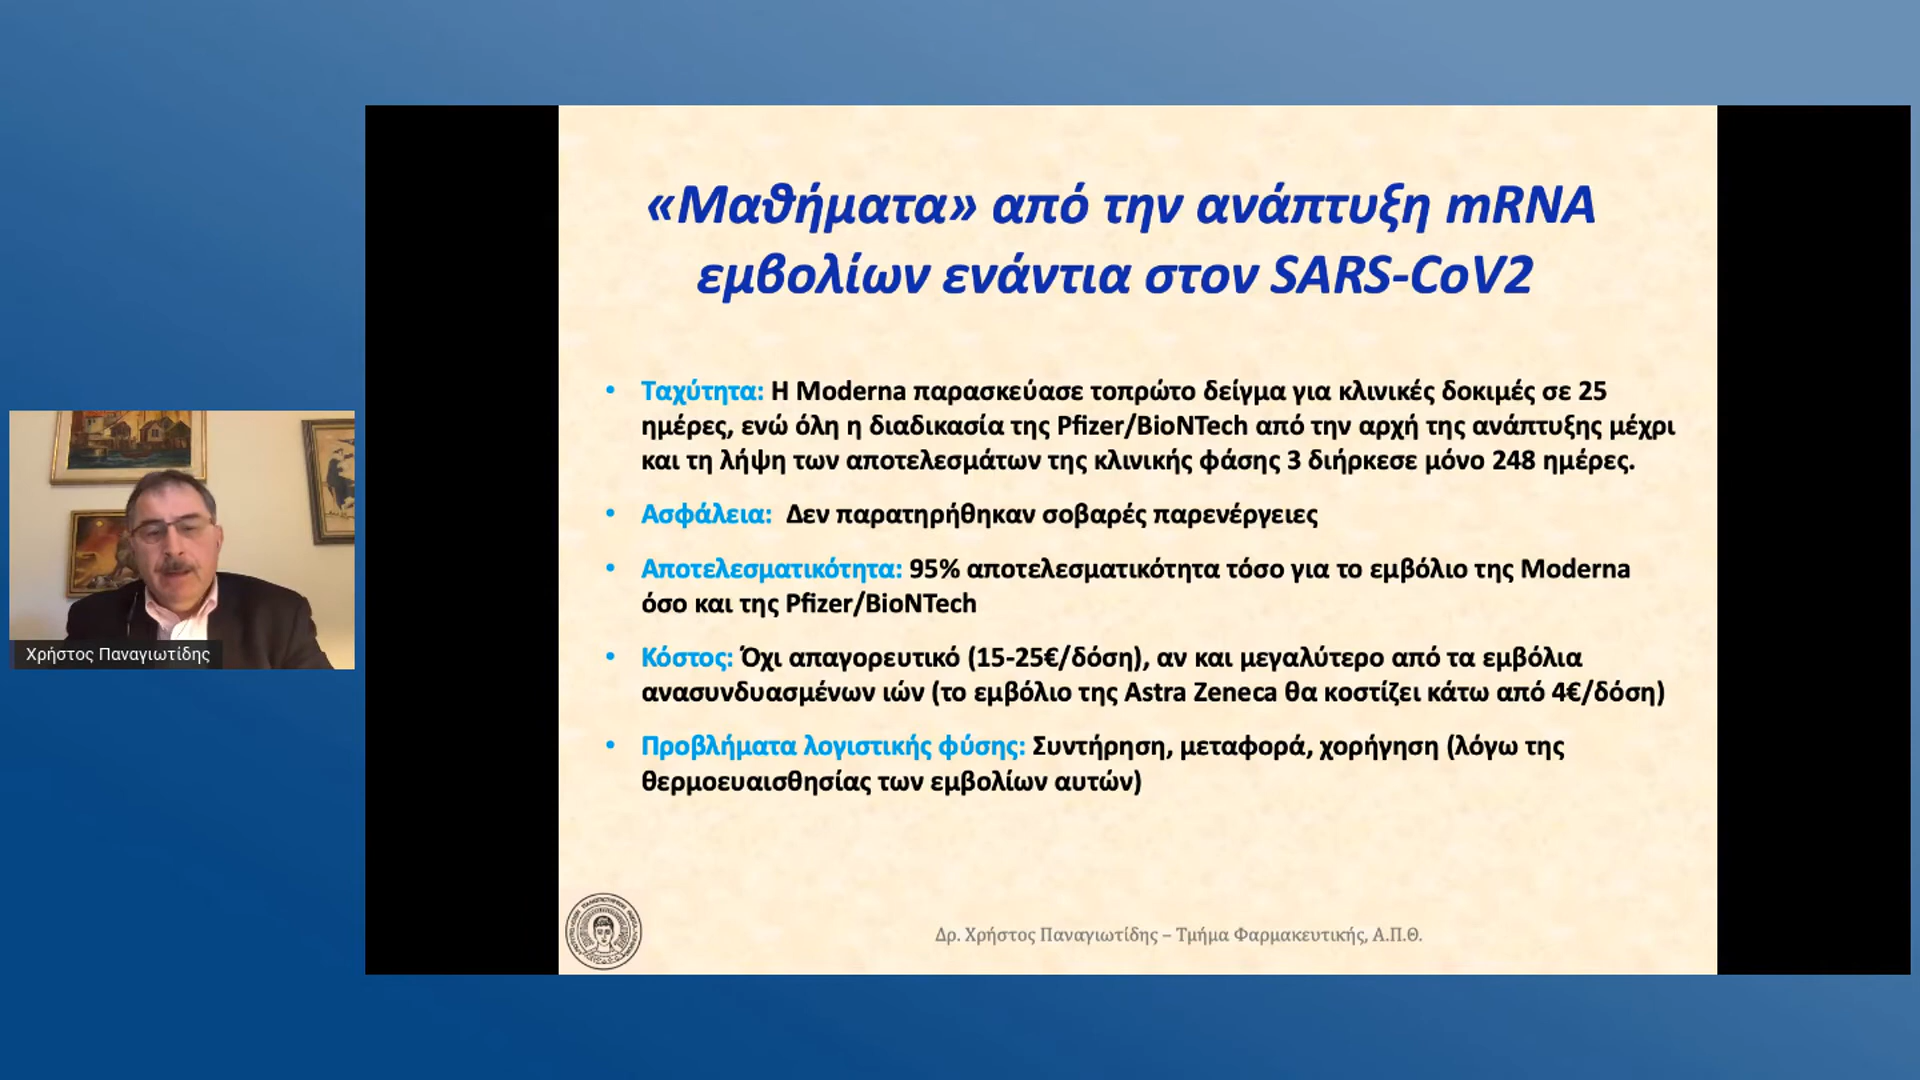 «Μαθήματα» από την ανάπτυξη mRNA
εμβολίων ενάντια στον SARS-CoV2
• Ταχύτητα: Η Moderna παρασκεύασε τοπρώτο δείγμα για κλινικές δοκιμές σε 25
ημέρες, ενώ όλη η διαδικασία της Pfizer/BioNTech από την αρχή της ανάπτυξης μέχρι
και τη λήψη των αποτελεσμάτων της κλινικής φάσης 3 διήρκεσε μόνο 248 ημέρες.
• Ασφάλεια: Δεν παρατηρήθηκαν σοβαρές παρενέργειες
• Αποτελεσματικότητα: 95% αποτελεσματικότητα τόσο για το εμβόλιο της Moderna
όσο και της Pfizer/BioNTech
• Κόστος: Όχι απαγορευτικό (15-25€/δόση), αν και μεγαλύτερο από τα εμβόλια
ανασυνδυασμένων ιών (το εμβόλιο της Astra Zeneca θα κοστίζει κάτω από 4€/δόση)
• Προβλήματα λογιστικής φύσης: Συντήρηση, μεταφορά, χορήγηση (λόγω της
θερμοευαισθησίας των εμβολίων αυτών)
Δρ. Χρήστος Παναγιωτίδης – Τμήμα Φαρμακευτικής, Α.Π.Θ.
Χρήστος Παναγιωτίδης